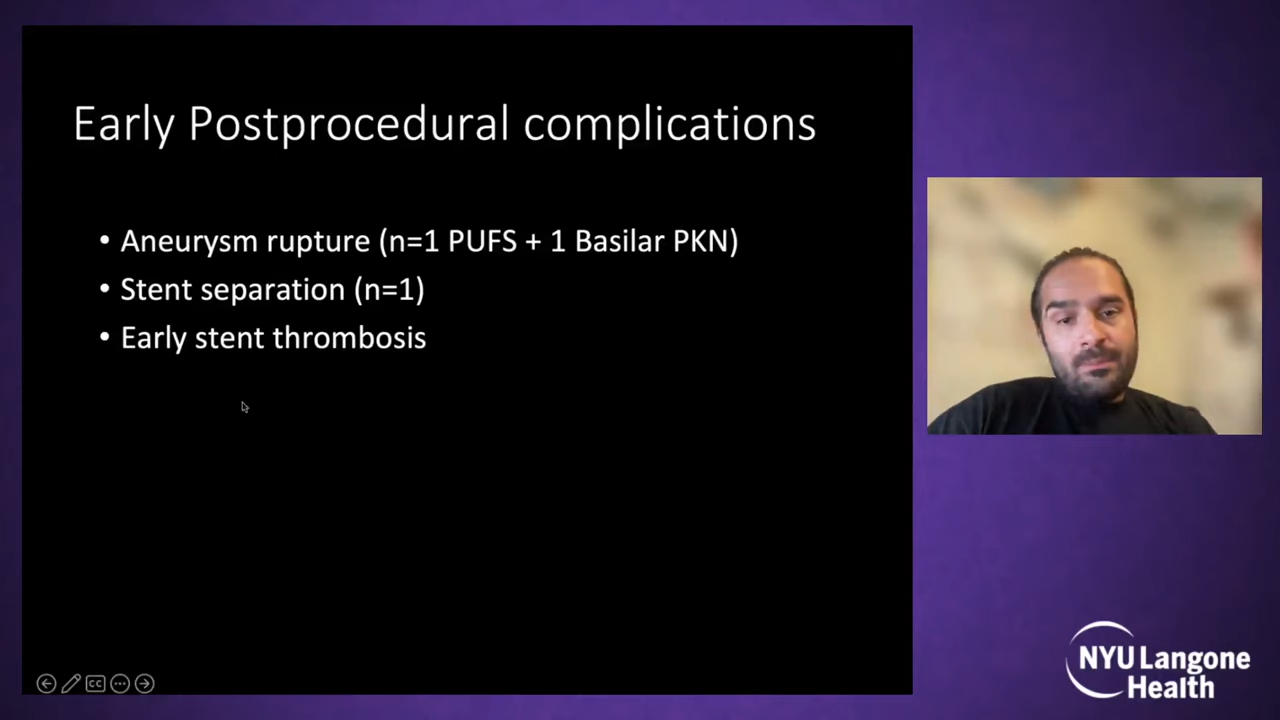 Early Postprocedural complications
• Aneurysm rupture (n=1 PUFS + 1 Basilar PKN)
• Stent separation (n=1)
• Early stent thrombosis
CC
NYU Langone
Health